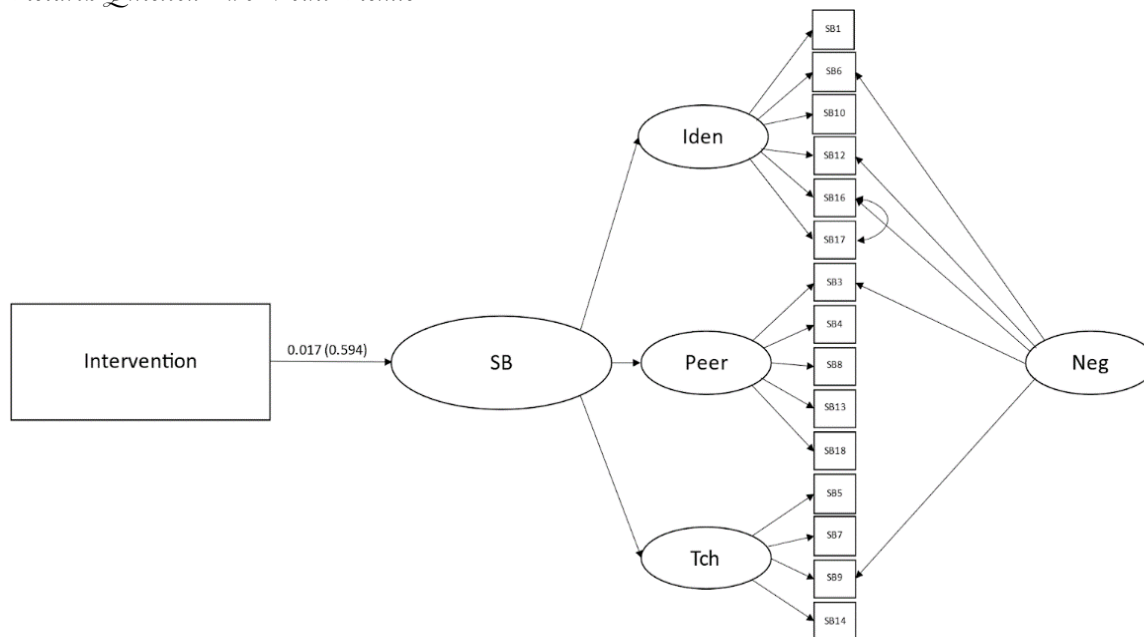 SB1
SB6
SB10
Iden
SB12
SB16
SB17
SB3
SB4
Intervention
0.017 (0.594)
SB
Peer
SB8
Neg
SB13
SB18
SB5
SB7
Tch
SB9
SB14